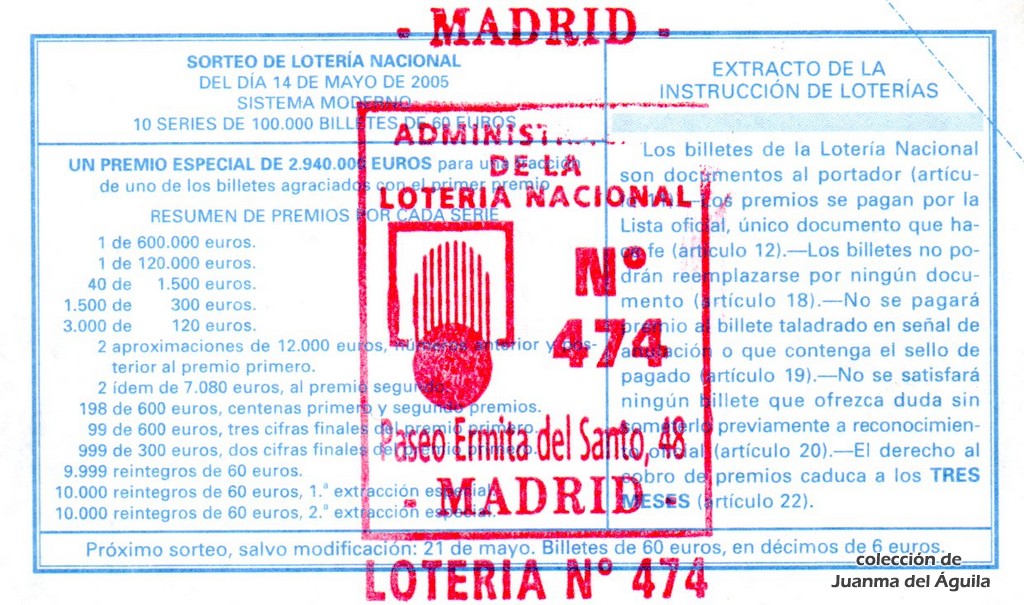 - MADRID -
SORTEO DE LOTERÍA NACIONAL
DEL DÍA 14 DE MAYO DE 2005
SISTEMA MODERNO
10 SERIES DE 100.000 BILLETES DE 60 EUROS
UN PREMIO ESPECIAL DE 2.940.000 EUROS para una fracción
de uno de los billetes agraciados con el primer premio
RESUMEN DE PREMIOS POR CADA SERIE
1 de 600.000 euros.
1 de 120.000 euros.
40 de 1.500 euros.
1.500 de 300 euros.
3.000 de 120 euros.
2 aproximaciones de 12.000 euros, números anterior y pos-
terior al premio primero.
2 ídem de 7.080 euros, al premio segundo.
198 de 600 euros, centenas primero y segundo premios.
99 de 600 euros, tres cifras finales del premio primero.
999 de 300 euros, dos cifras finales del premio primero.
9.999 reintegros de 60 euros.
10.000 reintegros de 60 euros, 1.ª extracción especial.
10.000 reintegros de 60 euros, 2.ª extracción especial.
EXTRACTO DE LA
INSTRUCCIÓN DE LOTERÍAS
Los billetes de la Lotería Nacional
son documentos al portador (artícu-
Los premios se pagan por la
Lista oficial, único documento que ha-
ce fe (artículo 12).—Los billetes no po-
drán reemplazarse por ningún docu-
mento (artículo 18).—No se pagará
premio al billete taladrado en señal de
anulación o que contenga el sello de
pagado (artículo 19).—No se satisfará
ningún billete que ofrezca duda sin
someterlo previamente a reconocimien-
to oficial (artículo 20).—El derecho al
cobro de premios caduca a los TRES
MESES (artículo 22).
ADMINIST
DE LA
LOTERIA NACIONAL
Nº
474
Paseo Ermita del Santo, 48
- MADRID -
Próximo sorteo, salvo modificación: 21 de mayo. Billetes de 60 euros, en décimos de 6 euros.
LOTERIA Nº 474
colección de
Juanma del Águila